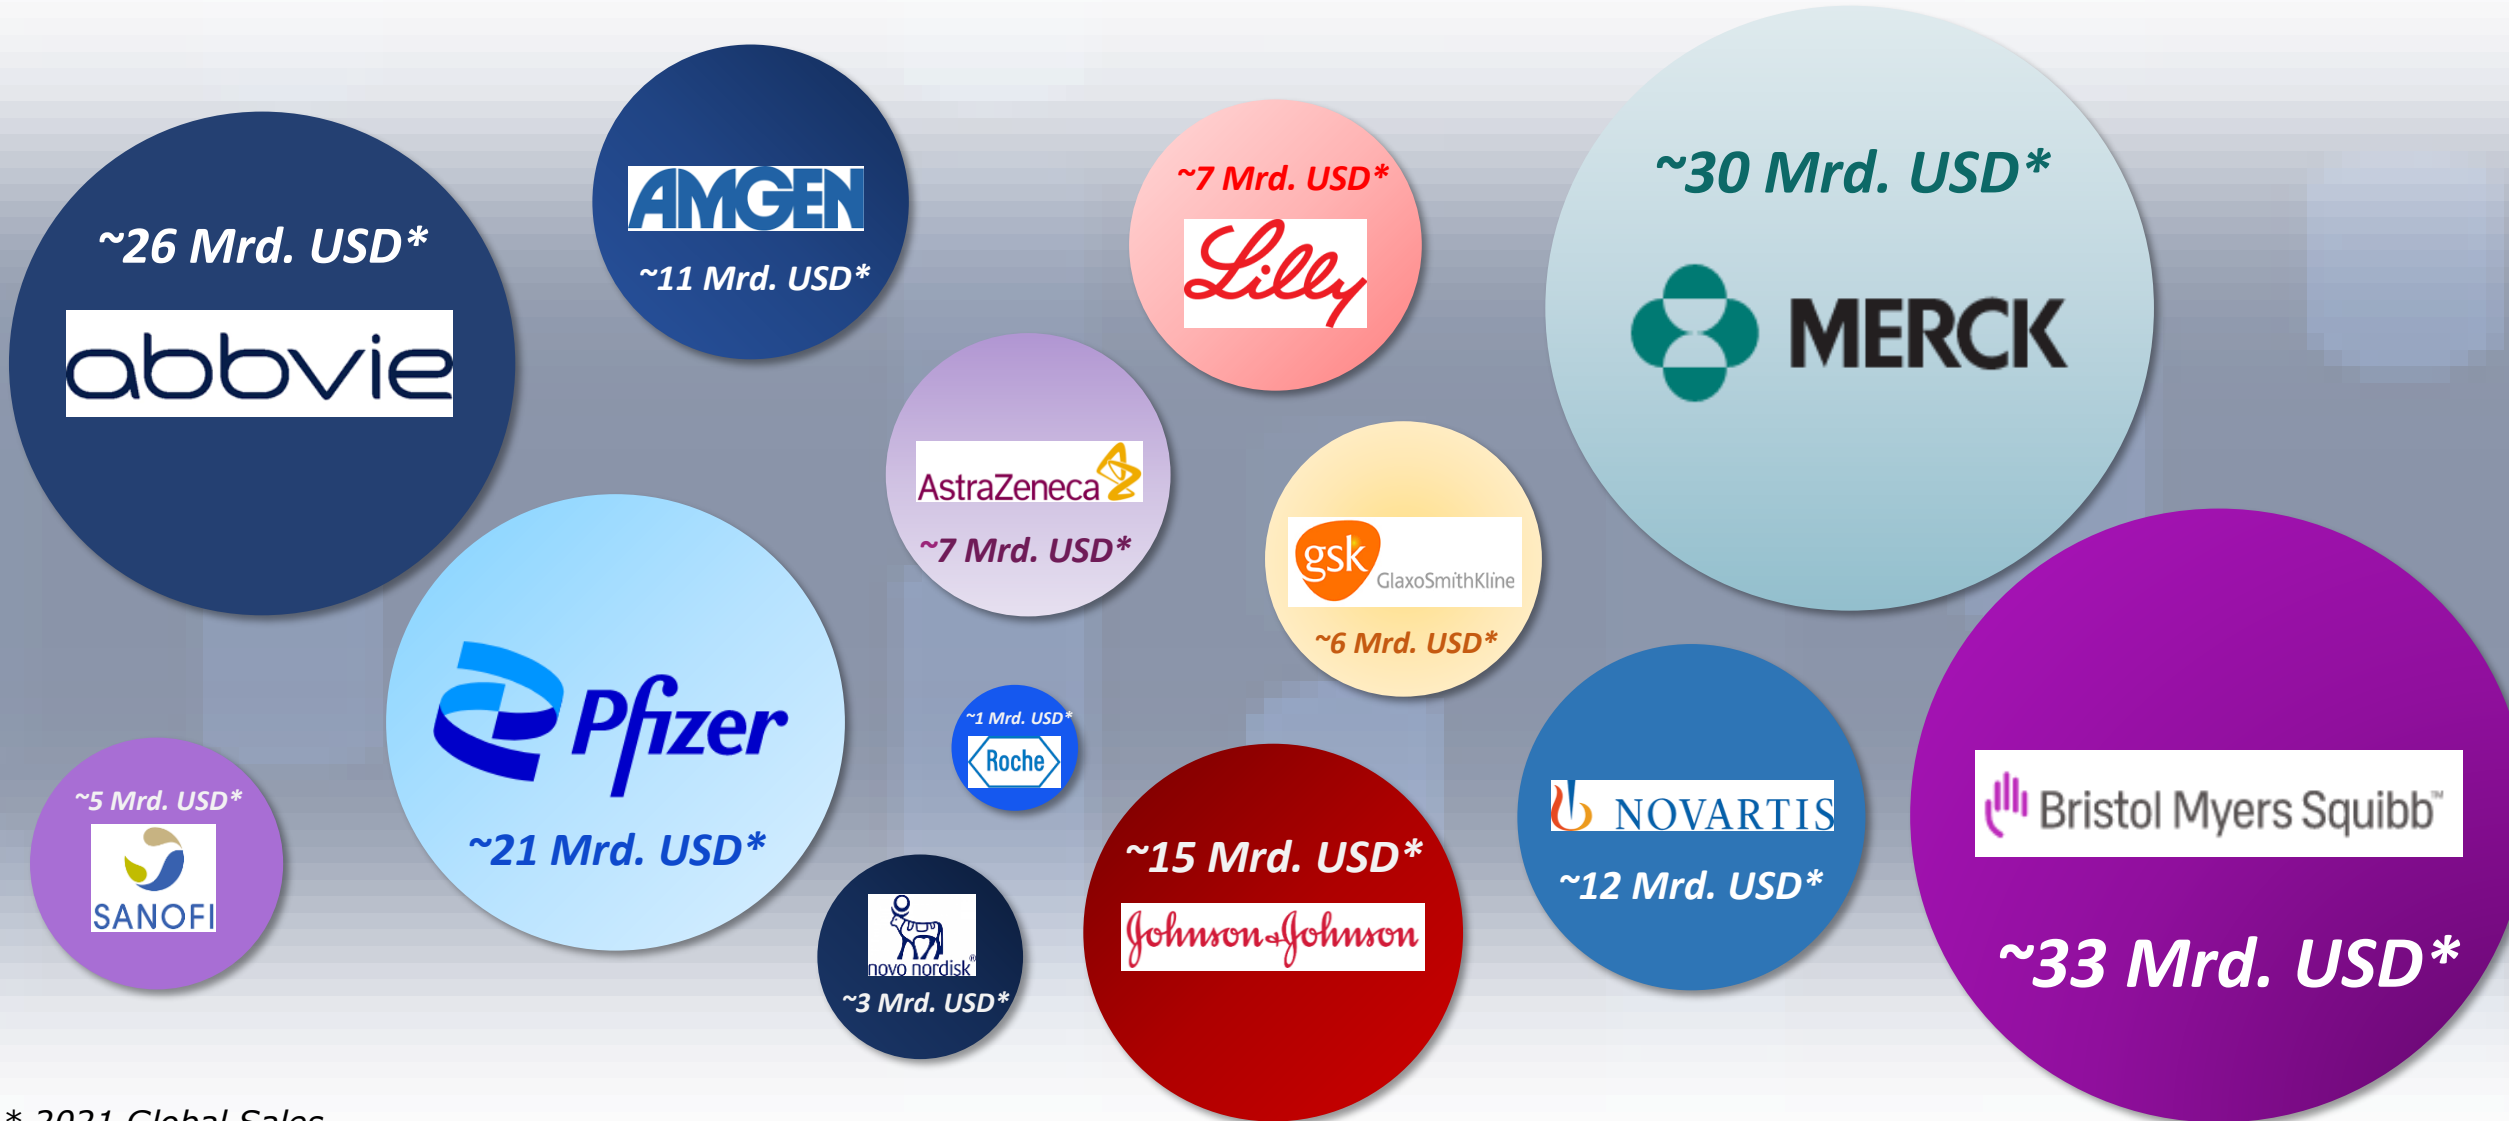 ~26 Mrd. USD*
abbvie
AMGEN
~11 Mrd. USD*
~7 Mrd. USD*
Lilly
~30 Mrd. USD*
MERCK
AstraZeneca
~7 Mrd. USD*
gsk
GlaxoSmithKline
~6 Mrd. USD*
Pfizer
~21 Mrd. USD*
~1 Mrd. USD*
Roche
~5 Mrd. USD*
SANOFI
novo nordisk®
~3 Mrd. USD*
~15 Mrd. USD*
Johnson&Johnson
NOVARTIS
~12 Mrd. USD*
Bristol Myers Squibb™
~33 Mrd. USD*
* 2021 Global Sales